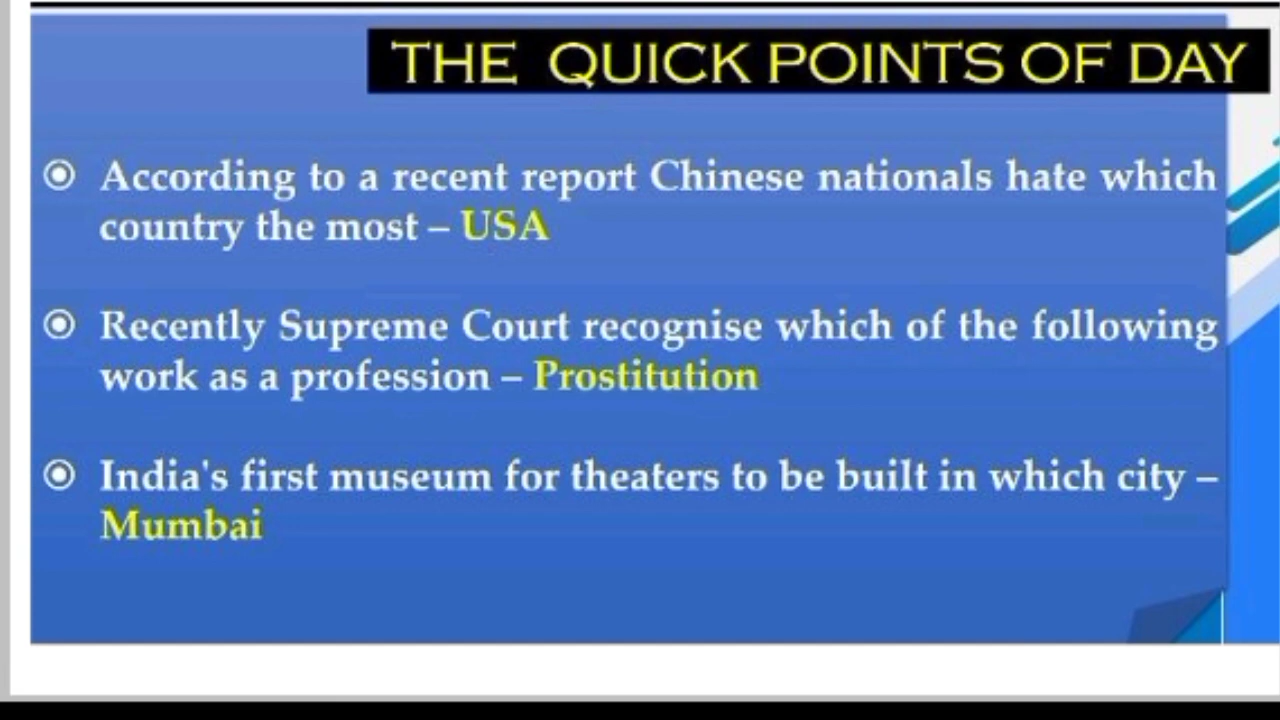 THE QUICK POINTS OF DAY
According to a recent report Chinese nationals hate which
country the most – USA
Recently Supreme Court recognise which of the following
work as a profession – Prostitution
India's first museum for theaters to be built in which city –
Mumbai